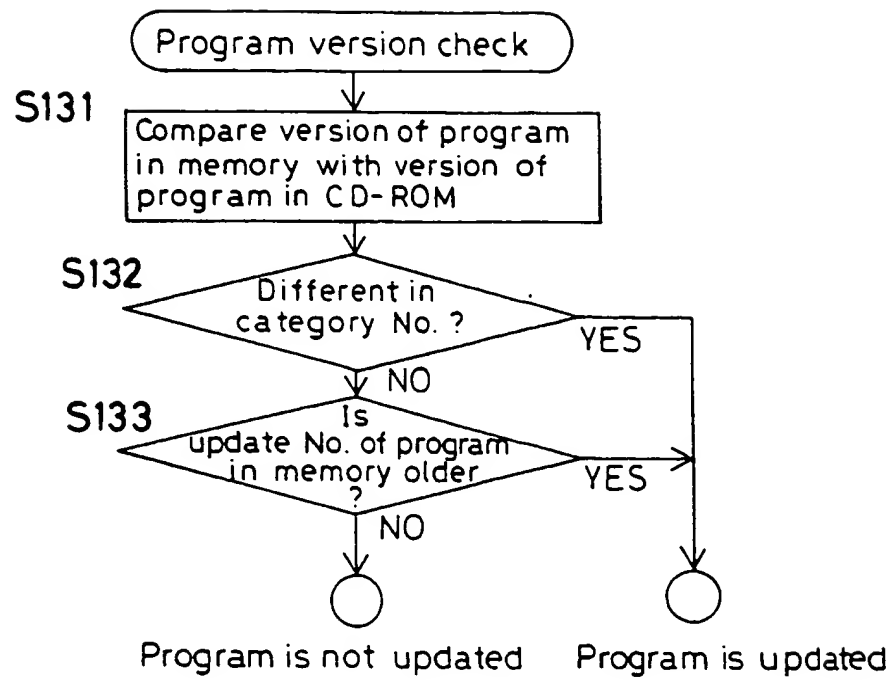 Program version check
S131
Compare version of program
in memory with version of
program in CD-ROM
S132
Different in
category No. ?
YES
NO
S133
Is
update No. of program
in memory older
?
YES
NO
Program is not updated
Program is updated